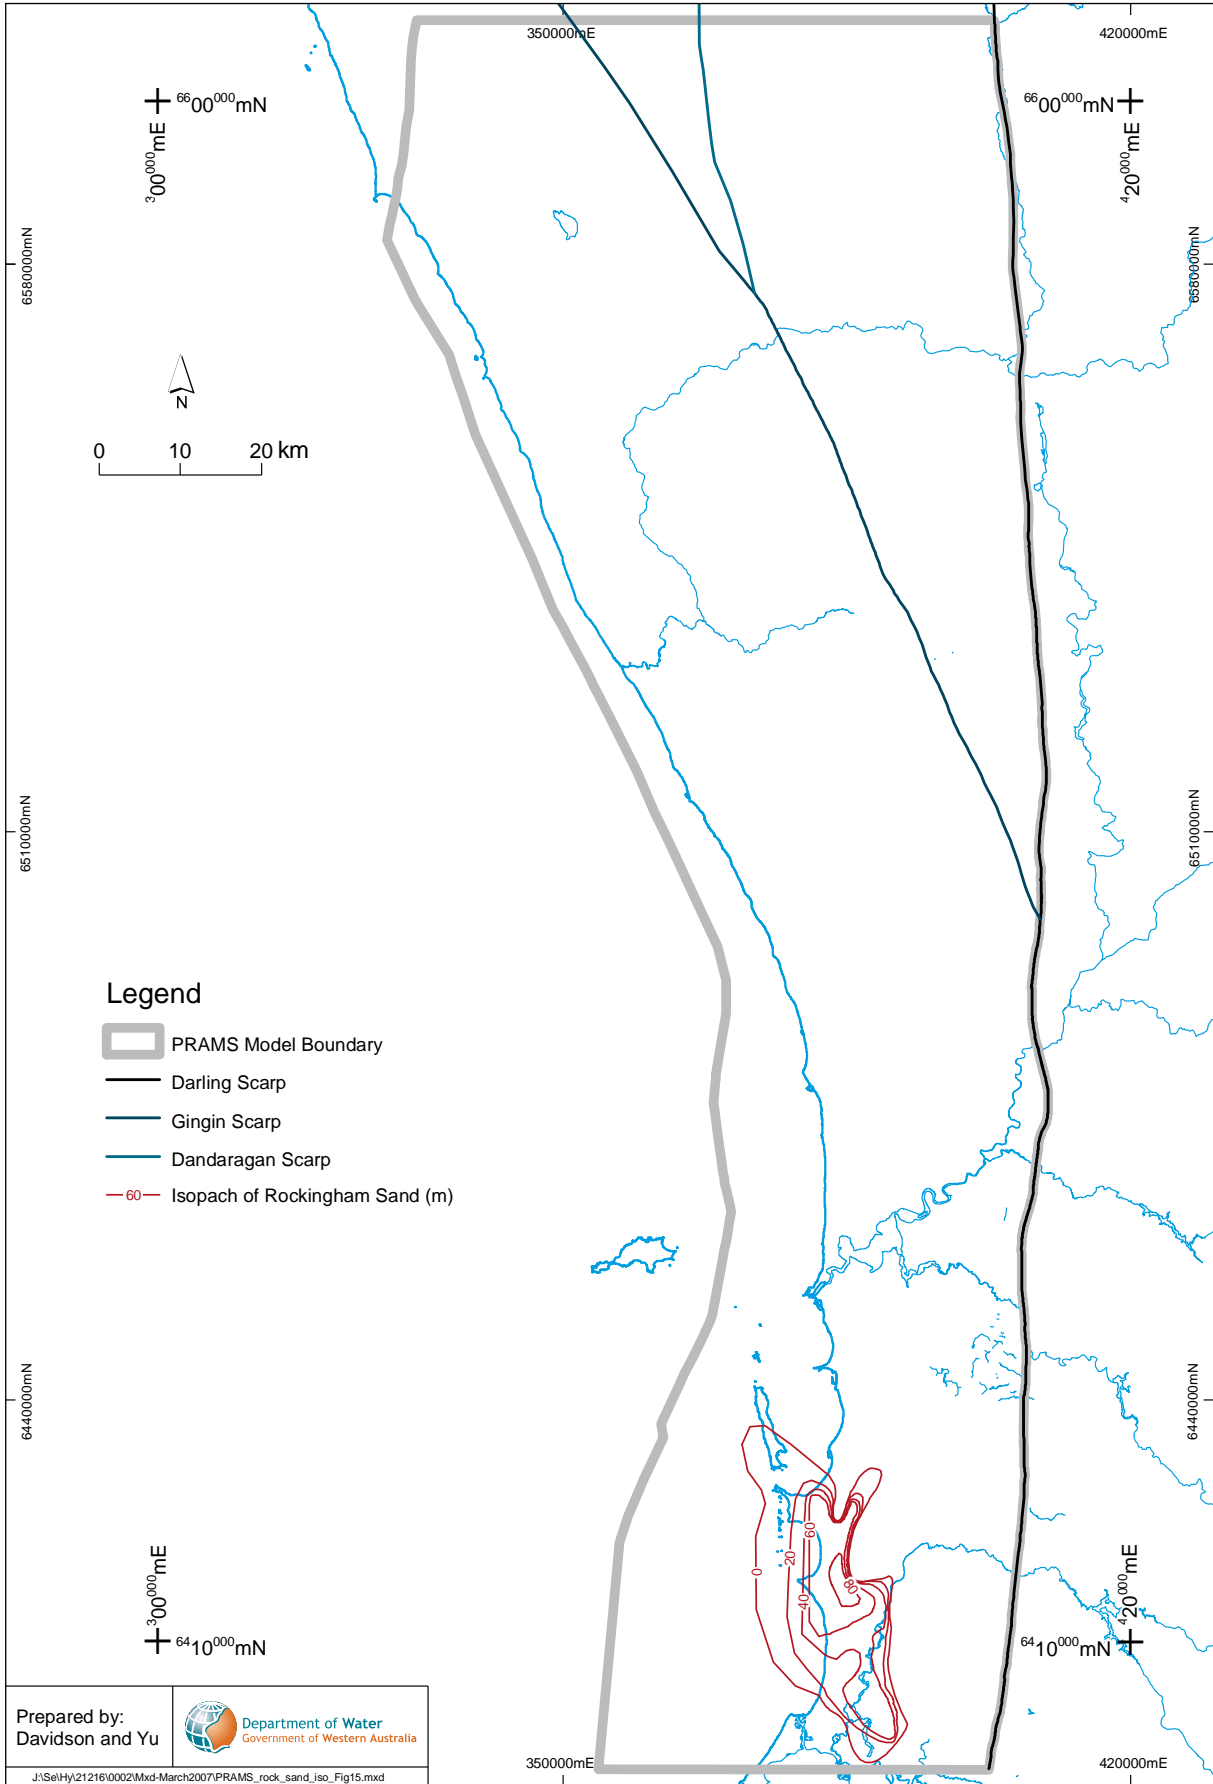 350000mE
420000mE
6600000mN
6600000mN
300000mE
420000mE
6580000mN
6580000mN
N
0 10 20 km
6510000mN
6510000mN
Legend
PRAMS Model Boundary
Darling Scarp
Gingin Scarp
Dandaragan Scarp
60 Isopach of Rockingham Sand (m)
6440000mN
6440000mN
60
20
0
80
40
300000mE
420000mE
6410000mN
6410000mN
Prepared by:
Davidson and Yu
Department of Water
Government of Western Australia
350000mE
420000mE
J:\Se\Hy\21216\0002\Mxd-March2007\PRAMS_rock_sand_iso_Fig15.mxd